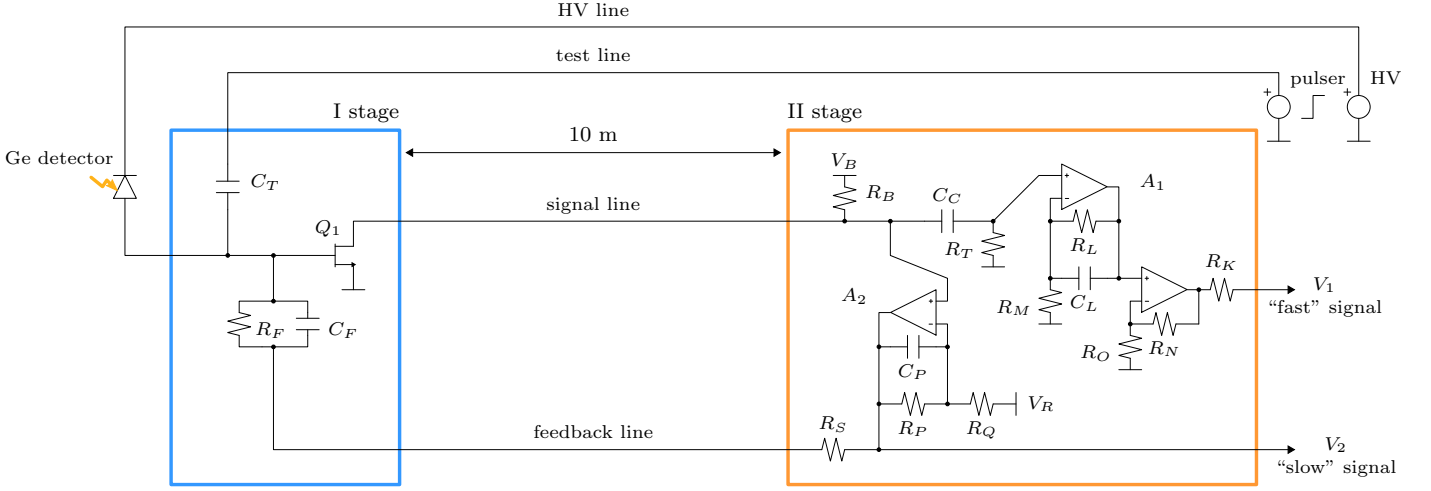 HV line
test line
pulser
HV
+
+
I stage
II stage
10 m
Ge detector
C_T
Q_1
signal line
V_B
R_B
C_C
R_T
A_1
+
−
R_L
C_L
R_M
R_K
+
−
V_1
“fast” signal
R_N
R_O
A_2
+
−
R_F
C_F
C_P
R_P
R_Q
V_R
R_S
feedback line
V_2
“slow” signal